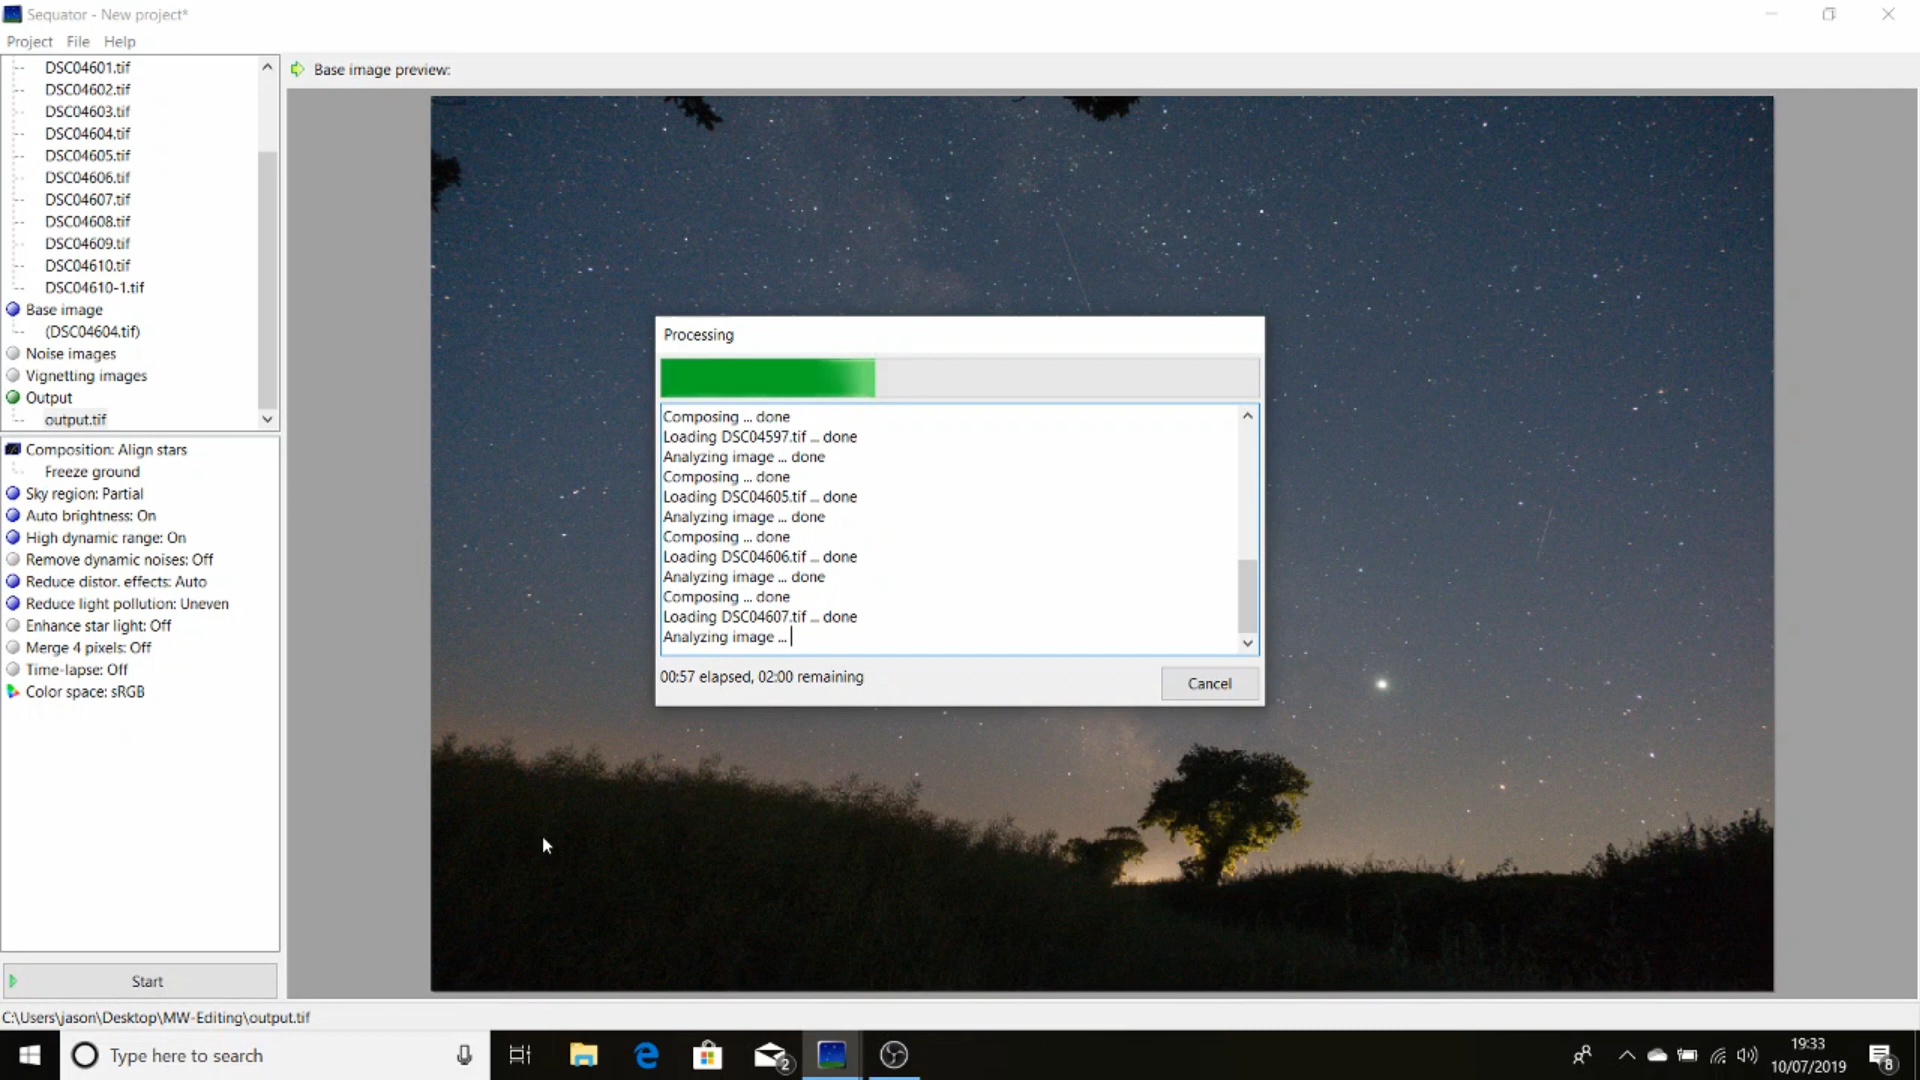 Sequator - New project*
Project File Help
DSC04601.tif
DSC04602.tif
DSC04603.tif
DSC04604.tif
DSC04605.tif
DSC04606.tif
DSC04607.tif
DSC04608.tif
DSC04609.tif
DSC04610.tif
DSC04610-1.tif
Base image
(DSC04604.tif)
Noise images
Vignetting images
Output
output.tif
Composition: Align stars
Freeze ground
Sky region: Partial
Auto brightness: On
High dynamic range: On
Remove dynamic noises: Off
Reduce distor. effects: Auto
Reduce light pollution: Uneven
Enhance star light: Off
Merge 4 pixels: Off
Time-lapse: Off
Color space: sRGB
Start
Base image preview:
Processing
Composing ... done
Loading DSC04597.tif ... done
Analyzing image ... done
Composing ... done
Loading DSC04605.tif ... done
Analyzing image ... done
Composing ... done
Loading DSC04606.tif ... done
Analyzing image ... done
Composing ... done
Loading DSC04607.tif ... done
Analyzing image ...
00:57 elapsed, 02:00 remaining
Cancel
C:\Users\jason\Desktop\MW-Editing\output.tif
Type here to search
2
19:33
10/07/2019
8